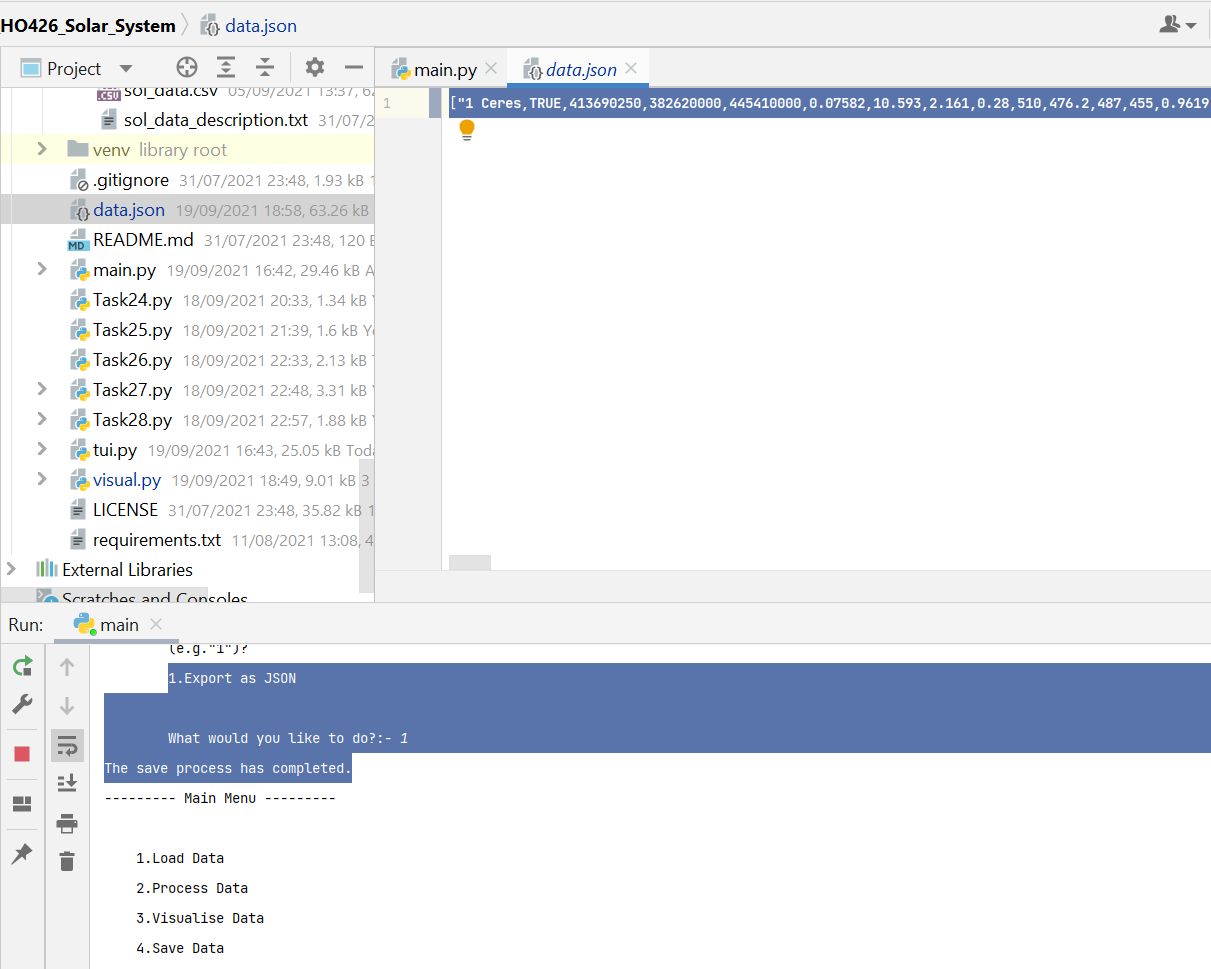 HO426_Solar_System data.json
Project
main.py
data.json
sol_data.csv 05/09/2021 13:37, 62
sol_data_description.txt 31/07/2
venv library root
.gitignore 31/07/2021 23:48, 1.93 kB 1
data.json 19/09/2021 18:58, 63.26 kB
README.md 31/07/2021 23:48, 120 B
main.py 19/09/2021 16:42, 29.46 kB A
Task24.py 18/09/2021 20:33, 1.34 kB Y
Task25.py 18/09/2021 21:39, 1.6 kB Ye
Task26.py 18/09/2021 22:33, 2.13 kB
Task27.py 18/09/2021 22:48, 3.31 kB Y
Task28.py 18/09/2021 22:57, 1.88 kB Y
tui.py 19/09/2021 16:43, 25.05 kB Toda
visual.py 19/09/2021 18:49, 9.01 kB 3
LICENSE 31/07/2021 23:48, 35.82 kB 1
requirements.txt 11/08/2021 13:08, 4
External Libraries
Scratches and Consoles
1 ["1 Ceres,TRUE,413690250,382620000,445410000,0.07582,10.593,2.161,0.28,510,476.2,487,455,0.9619
Run: main
(e.g."1")?
1.Export as JSON
What would you like to do?:- 1
The save process has completed.
--------- Main Menu ---------
1.Load Data
2.Process Data
3.Visualise Data
4.Save Data